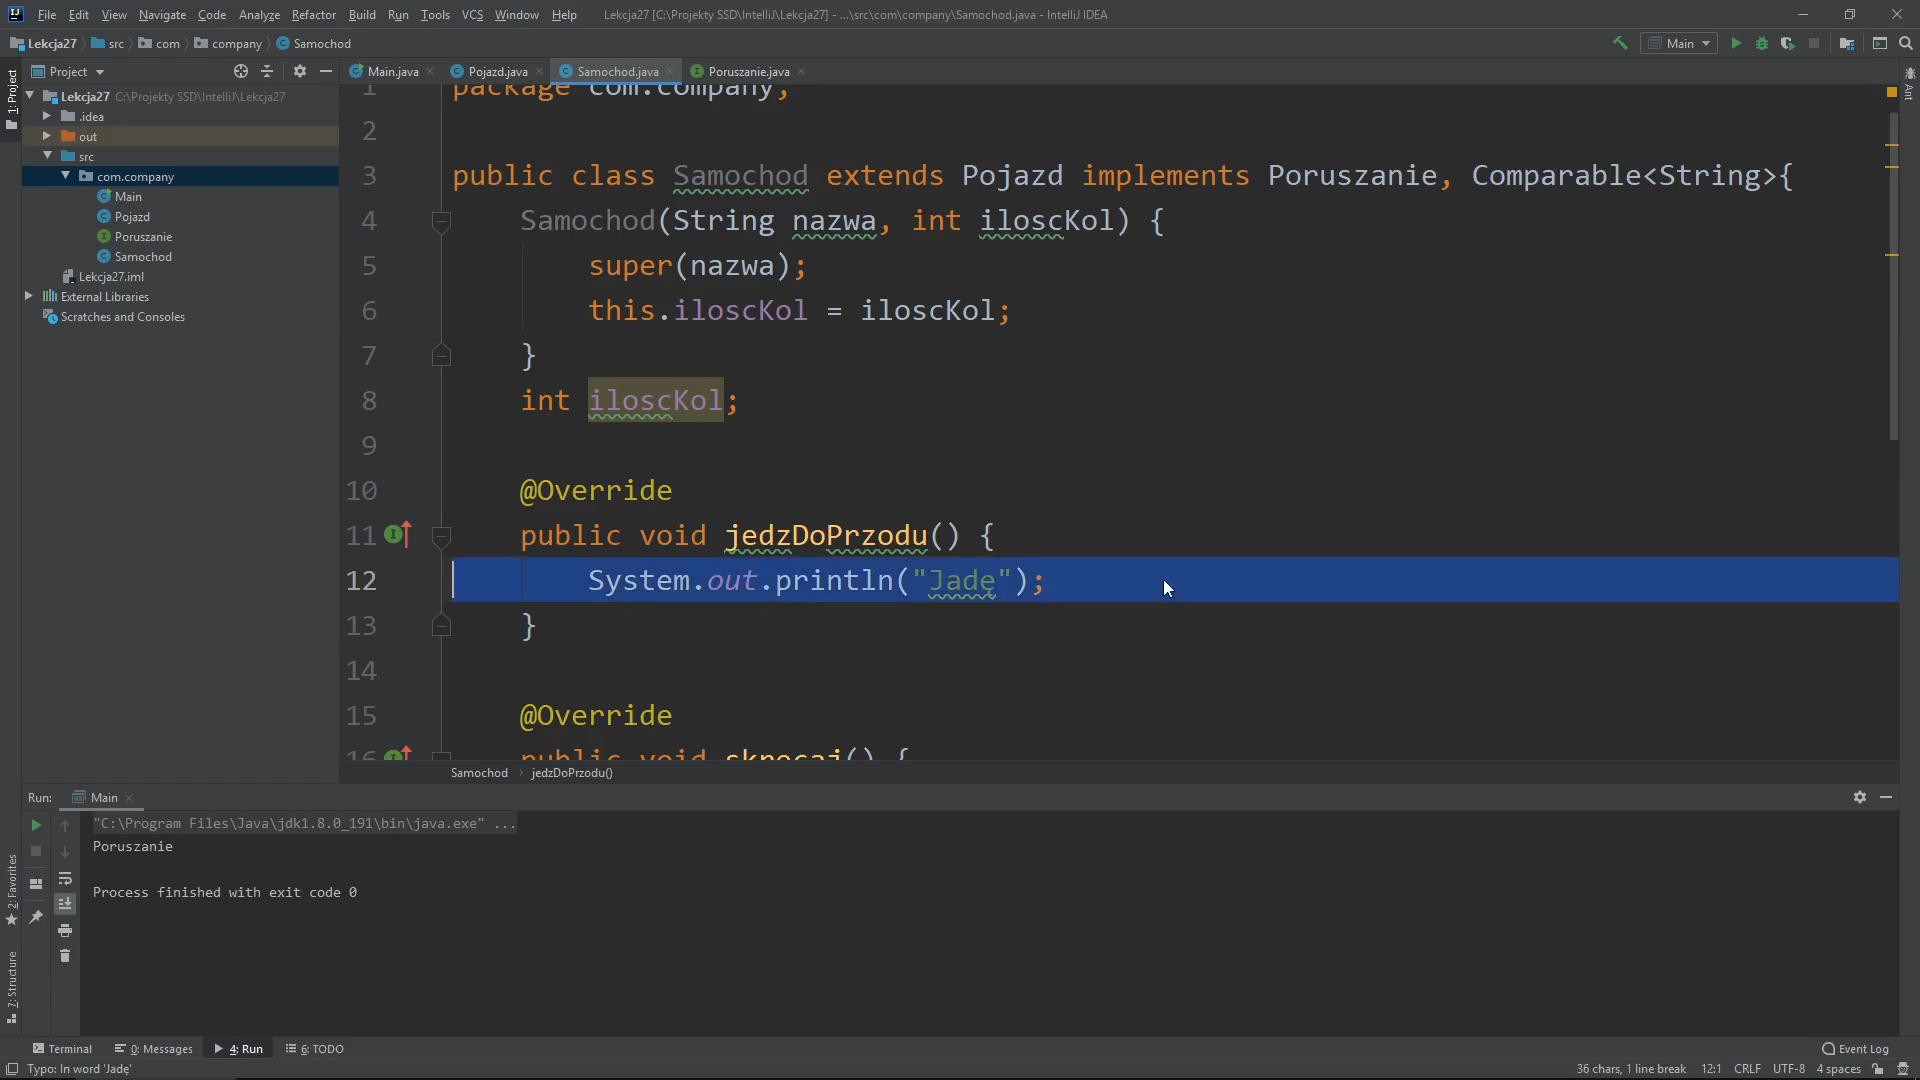 File Edit View Navigate Code Analyze Refactor Build Run Tools VCS Window Help Lekcja27 [C:\Projekty SSD\IntelliJ\Lekcja27] - ...\src\com\company\Samochod.java - IntelliJ IDEA
Lekcja27 src com company Samochod Main
Project Main.java Pojazd.java Samochod.java Poruszanie.java
1: Project
Ant
Lekcja27 C:\Projekty SSD\IntelliJ\Lekcja27
.idea
out
src
com.company
Main
Pojazd
Poruszanie
Samochod
Lekcja27.iml
External Libraries
Scratches and Consoles
1 package com.company;
2
3 public class Samochod extends Pojazd implements Poruszanie, Comparable<String>{
4 Samochod(String nazwa, int iloscKol) {
5 super(nazwa);
6 this.iloscKol = iloscKol;
7 }
8 int iloscKol;
9
10 @Override
11 public void jedzDoPrzodu() {
12 System.out.println("Jadę");
13 }
14
15 @Override
16 public void skrecaj() {
Samochod jedzDoPrzodu()
Run: Main
"C:\Program Files\Java\jdk1.8.0_191\bin\java.exe" ...
Poruszanie
Process finished with exit code 0
2: Favorites
7: Structure
Terminal 0: Messages 4: Run 6: TODO Event Log
Typo: In word 'Jadę' 36 chars, 1 line break 12:1 CRLF UTF-8 4 spaces